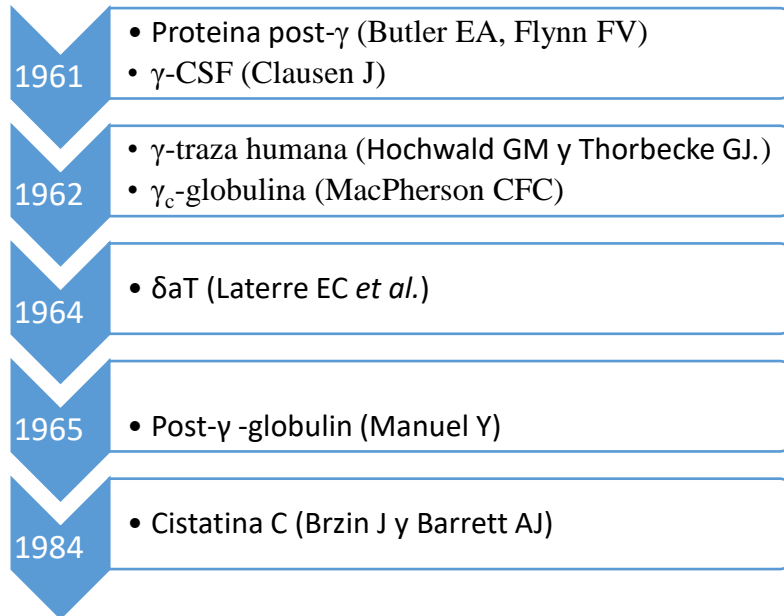 1961
• Proteina post-γ (Butler EA, Flynn FV)
• γ-CSF (Clausen J)
1962
• γ-traza humana (Hochwald GM y Thorbecke GJ.)
• γc-globulina (MacPherson CFC)
1964
• δaT (Laterre EC et al.)
1965
• Post-γ -globulin (Manuel Y)
1984
• Cistatina C (Brzin J y Barrett AJ)